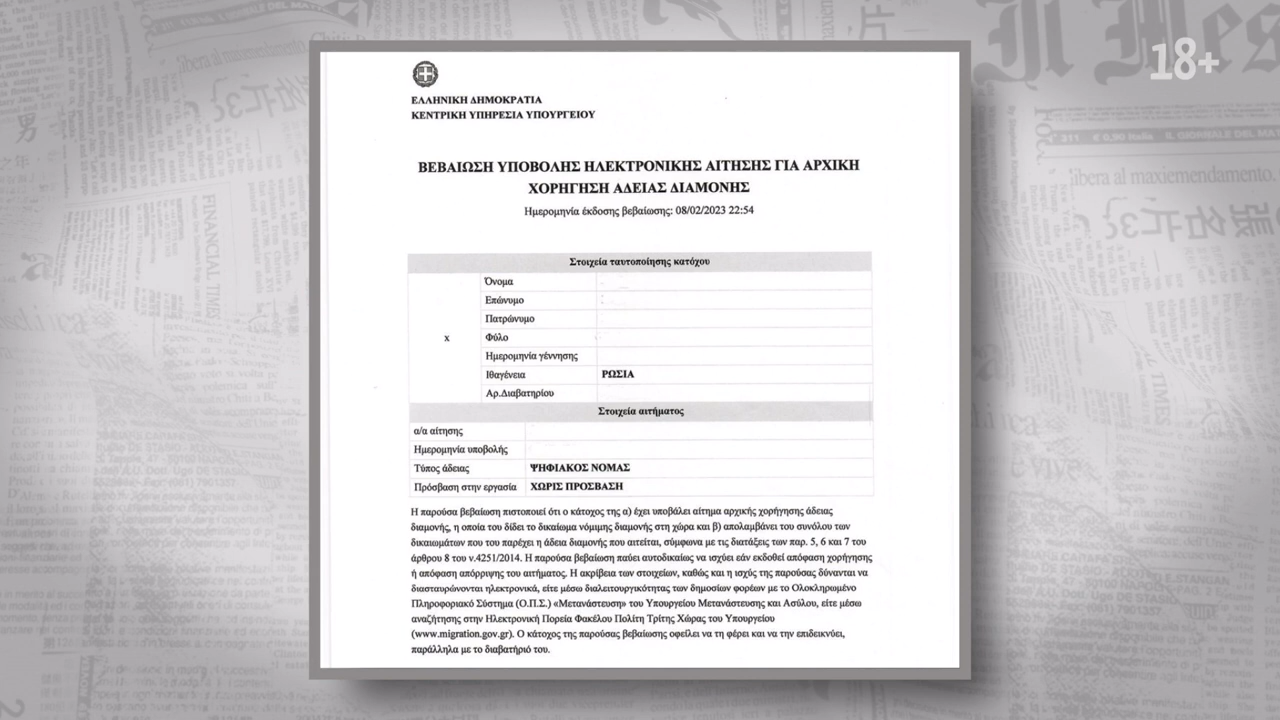 18+
ΕΛΛΗΝΙΚΗ ΔΗΜΟΚΡΑΤΙΑ
ΚΕΝΤΡΙΚΗ ΥΠΗΡΕΣΙΑ ΥΠΟΥΡΓΕΙΟΥ
ΒΕΒΑΙΩΣΗ ΥΠΟΒΟΛΗΣ ΗΛΕΚΤΡΟΝΙΚΗΣ ΑΙΤΗΣΗΣ ΓΙΑ ΑΡΧΙΚΗ
ΧΟΡΗΓΗΣΗ ΑΔΕΙΑΣ ΔΙΑΜΟΝΗΣ
Ημερομηνία έκδοσης βεβαίωσης: 08/02/2023 22:54
Στοιχεία ταυτοποίησης κατόχου
Όνομα
Επώνυμο
Πατρώνυμο
x Φύλο
Ημερομηνία γέννησης
Ιθαγένεια ΡΩΣΙΑ
Αρ.Διαβατηρίου
Στοιχεία αιτήματος
α/α αίτησης
Ημερομηνία υποβολής
Τύπος άδειας ΨΗΦΙΑΚΟΣ ΝΟΜΑΣ
Πρόσβαση στην εργασία ΧΩΡΙΣ ΠΡΟΣΒΑΣΗ
Η παρούσα βεβαίωση πιστοποιεί ότι ο κάτοχος της α) έχει υποβάλει αίτημα αρχικής χορήγησης άδειας
διαμονής, η οποία του δίδει το δικαίωμα νόμιμης διαμονής στη χώρα και β) απολαμβάνει του συνόλου των
δικαιωμάτων που του παρέχει η άδεια διαμονής που αιτείται, σύμφωνα με τις διατάξεις των παρ. 5, 6 και 7 του
άρθρου 8 του ν.4251/2014. Η παρούσα βεβαίωση παύει αυτοδικαίως να ισχύει εάν εκδοθεί απόφαση χορήγησης
ή απόφαση απόρριψης του αιτήματος. Η ακρίβεια των στοιχείων, καθώς και η ισχύς της παρούσας δύνανται να
διασταυρώνονται ηλεκτρονικά, είτε μέσω διαλειτουργικότητας των δημοσίων φορέων με το Ολοκληρωμένο
Πληροφοριακό Σύστημα (Ο.Π.Σ.) «Μετανάστευση» του Υπουργείου Μετανάστευσης και Ασύλου, είτε μέσω
αναζήτησης στην Ηλεκτρονική Πορεία Φακέλου Πολίτη Τρίτης Χώρας του Υπουργείου
(www.migration.gov.gr). Ο κάτοχος της παρούσας βεβαίωσης οφείλει να τη φέρει και να την επιδεικνύει,
παράλληλα με το διαβατήριό του.